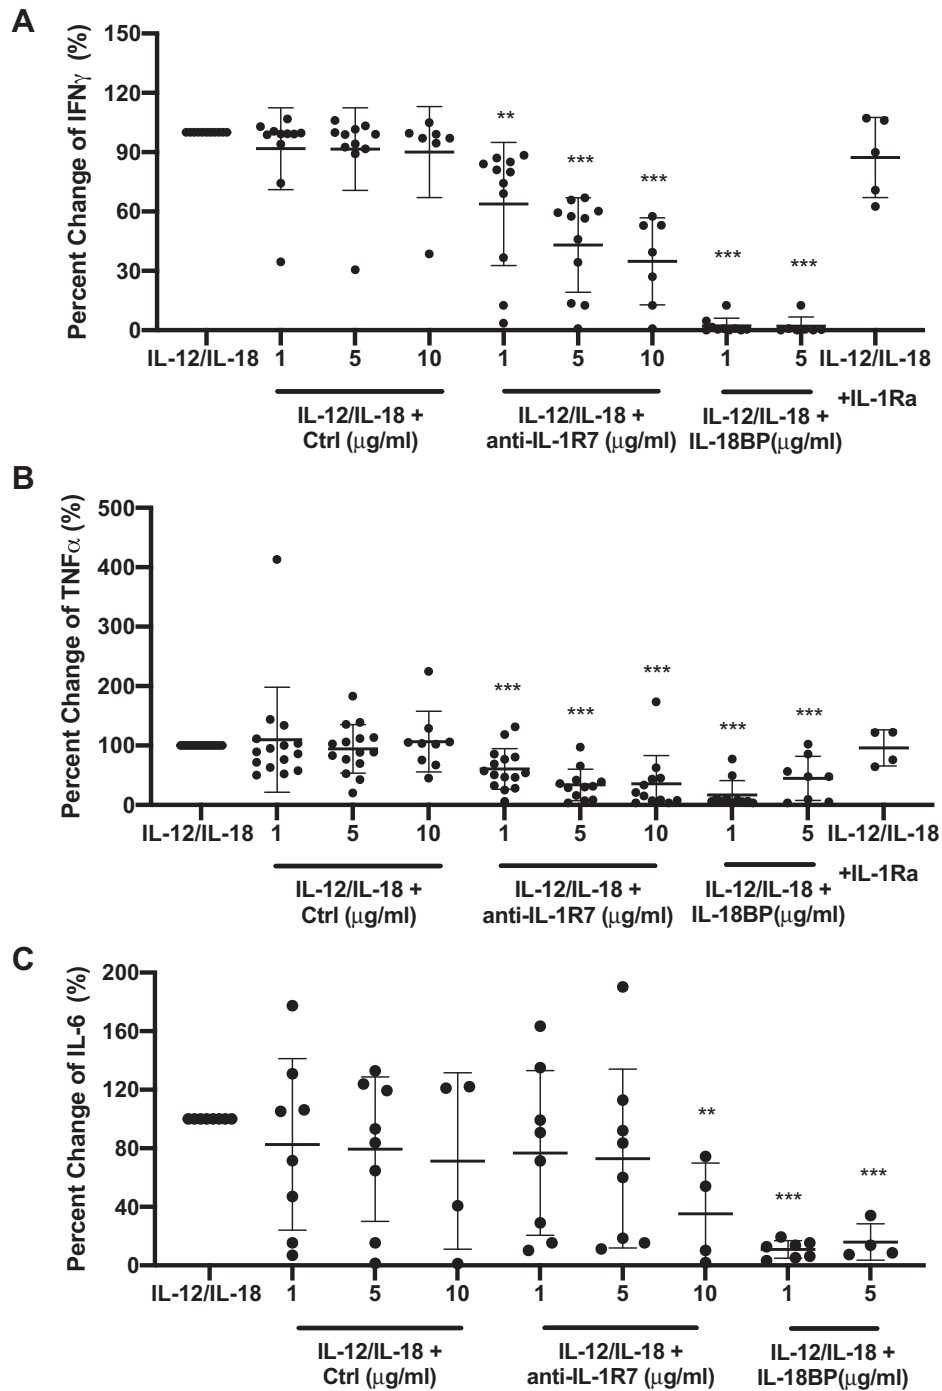 A
Percent Change of IFNγ (%)
150
120
90
60
30
0
** *** *** *** ***
IL-12/IL-18 1 5 10 1 5 10 1 5 IL-12/IL-18
+IL-1Ra
IL-12/IL-18 +
Ctrl (μg/ml)
IL-12/IL-18 +
anti-IL-1R7 (μg/ml)
IL-12/IL-18 +
IL-18BP(μg/ml)
B
Percent Change of TNFα (%)
500
400
300
200
100
0
*** *** *** *** ***
IL-12/IL-18 1 5 10 1 5 10 1 5 IL-12/IL-18
+IL-1Ra
IL-12/IL-18 +
Ctrl (μg/ml)
IL-12/IL-18 +
anti-IL-1R7 (μg/ml)
IL-12/IL-18 +
IL-18BP(μg/ml)
C
Percent Change of IL-6 (%)
200
160
120
80
40
0
** *** ***
IL-12/IL-18 1 5 10 1 5 10 1 5
IL-12/IL-18 +
Ctrl (μg/ml)
IL-12/IL-18 +
anti-IL-1R7 (μg/ml)
IL-12/IL-18 +
IL-18BP(μg/ml)